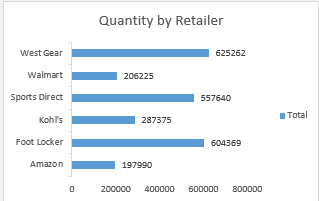 Quantity by Retailer
West Gear 625262
Walmart 206225
Sports Direct 557640
Kohl's 287375
Foot Locker 604369
Amazon 197990
Total
0 200000 400000 600000 800000